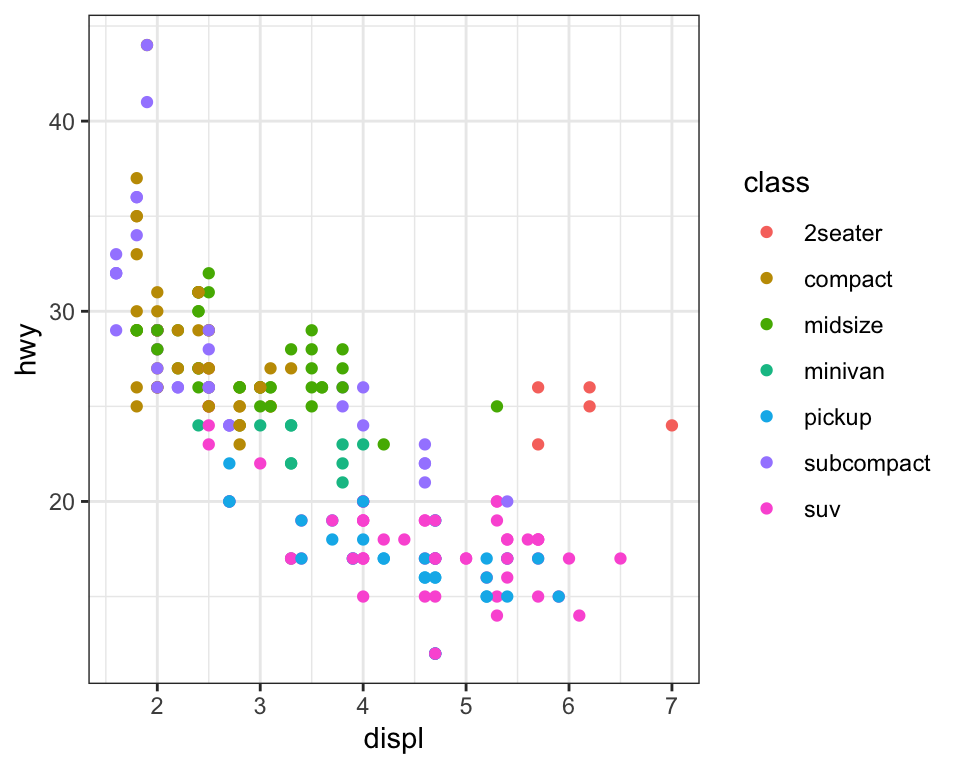 hwy
40
30
20
2 3 4 5 6 7
displ
class
2seater
compact
midsize
minivan
pickup
subcompact
suv